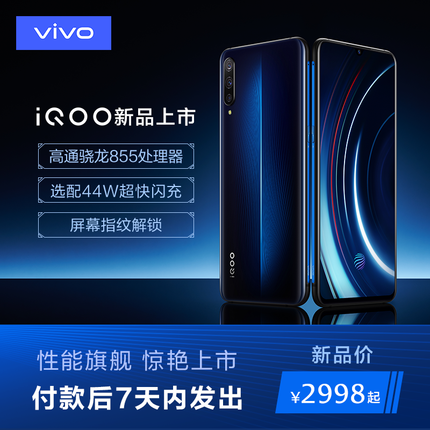 vivo
iQOO新品上市
高通骁龙855处理器
选配44W超快闪充
屏幕指纹解锁
iQOO
性能旗舰 惊艳上市
付款后7天内发出
新品价
¥2998起